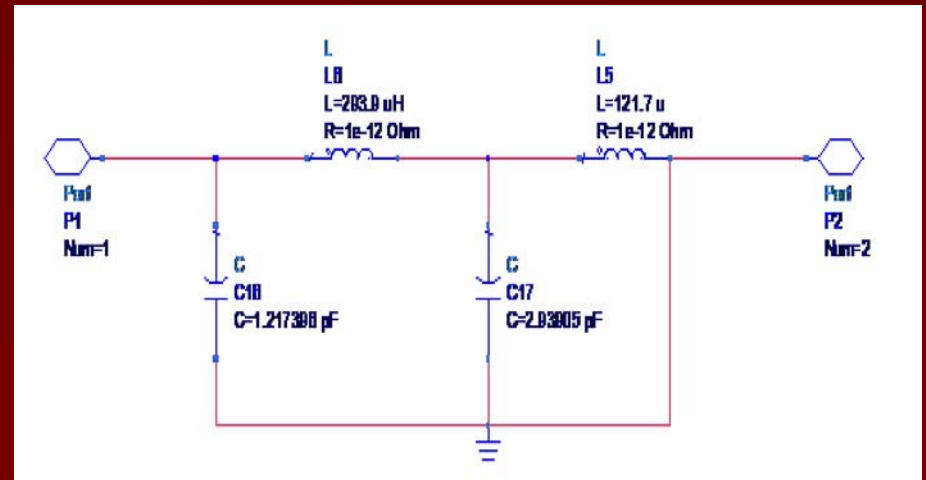 L
L6
L=293.9 uH
R=1e-12 Ohm
L
L5
L=121.7 u
R=1e-12 Ohm
Port
P1
Num=1
Port
P2
Num=2
C
C16
C=1.217398 pF
C
C17
C=2.93905 pF